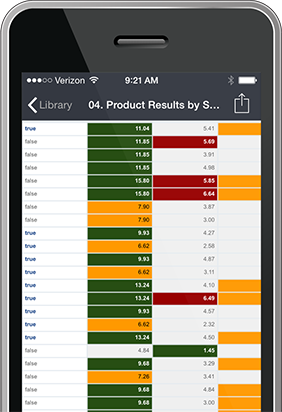 Verizon 9:21 AM
Library 04. Product Results by S...
true 11.04 5.41
false 11.85 5.69
false 11.85 3.91
false 11.85 4.98
false 15.80 5.85
false 15.80 6.64
false 7.90 3.87
false 7.90 3.00
true 9.93 4.27
true 6.62 2.58
true 9.93 4.87
true 6.62 3.11
true 13.24 4.10
true 13.24 6.49
true 9.93 4.57
true 6.62 2.32
true 13.24 4.50
false 4.84 1.45
false 9.68 3.29
false 7.26 3.41
false 9.68 4.84
false 9.68 3.00